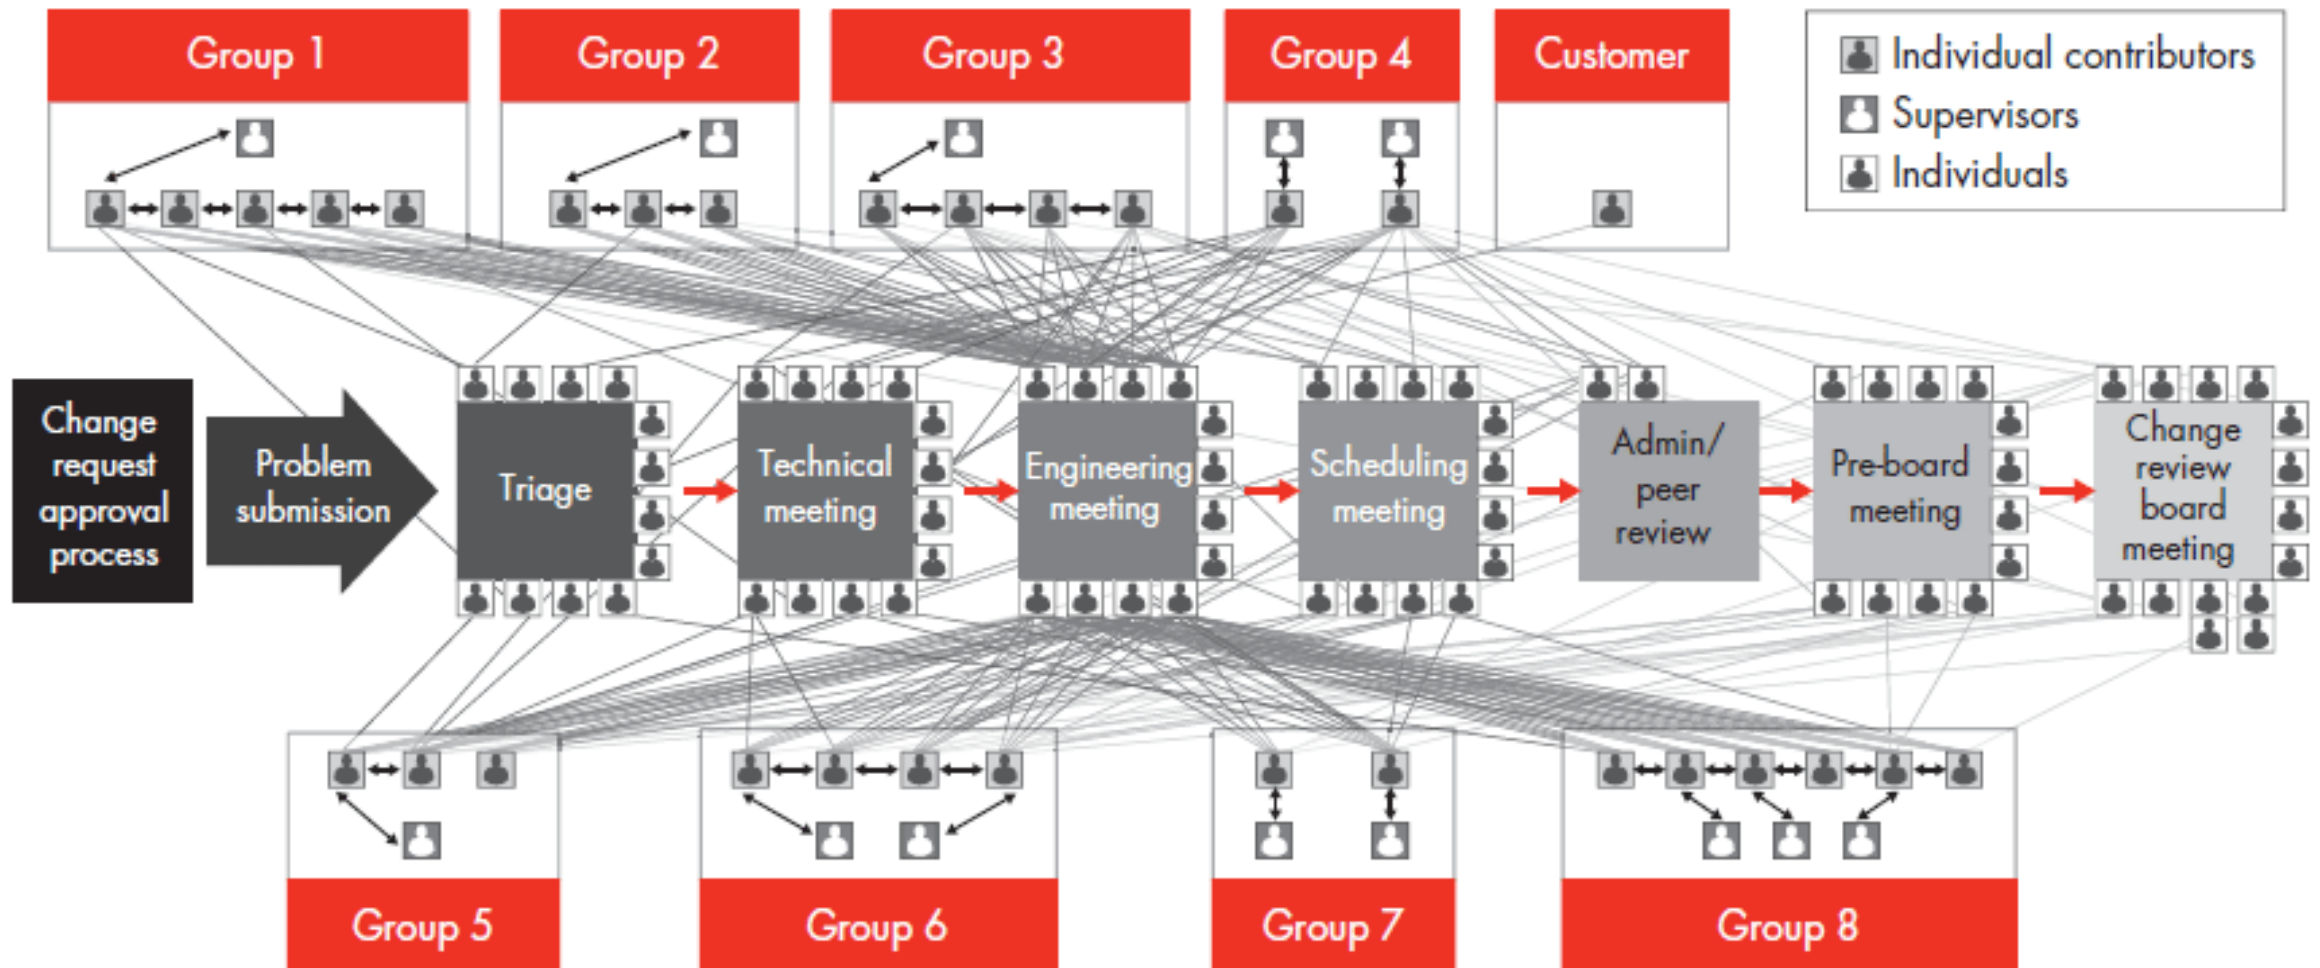 Group 1
Group 2
Group 3
Group 4
Customer
Individual contributors
Supervisors
Individuals
Change
request
approval
process
Problem
submission
Triage
Technical
meeting
Engineering
meeting
Scheduling
meeting
Admin/
peer
review
Pre-board
meeting
Change
review
board
meeting
Group 5
Group 6
Group 7
Group 8